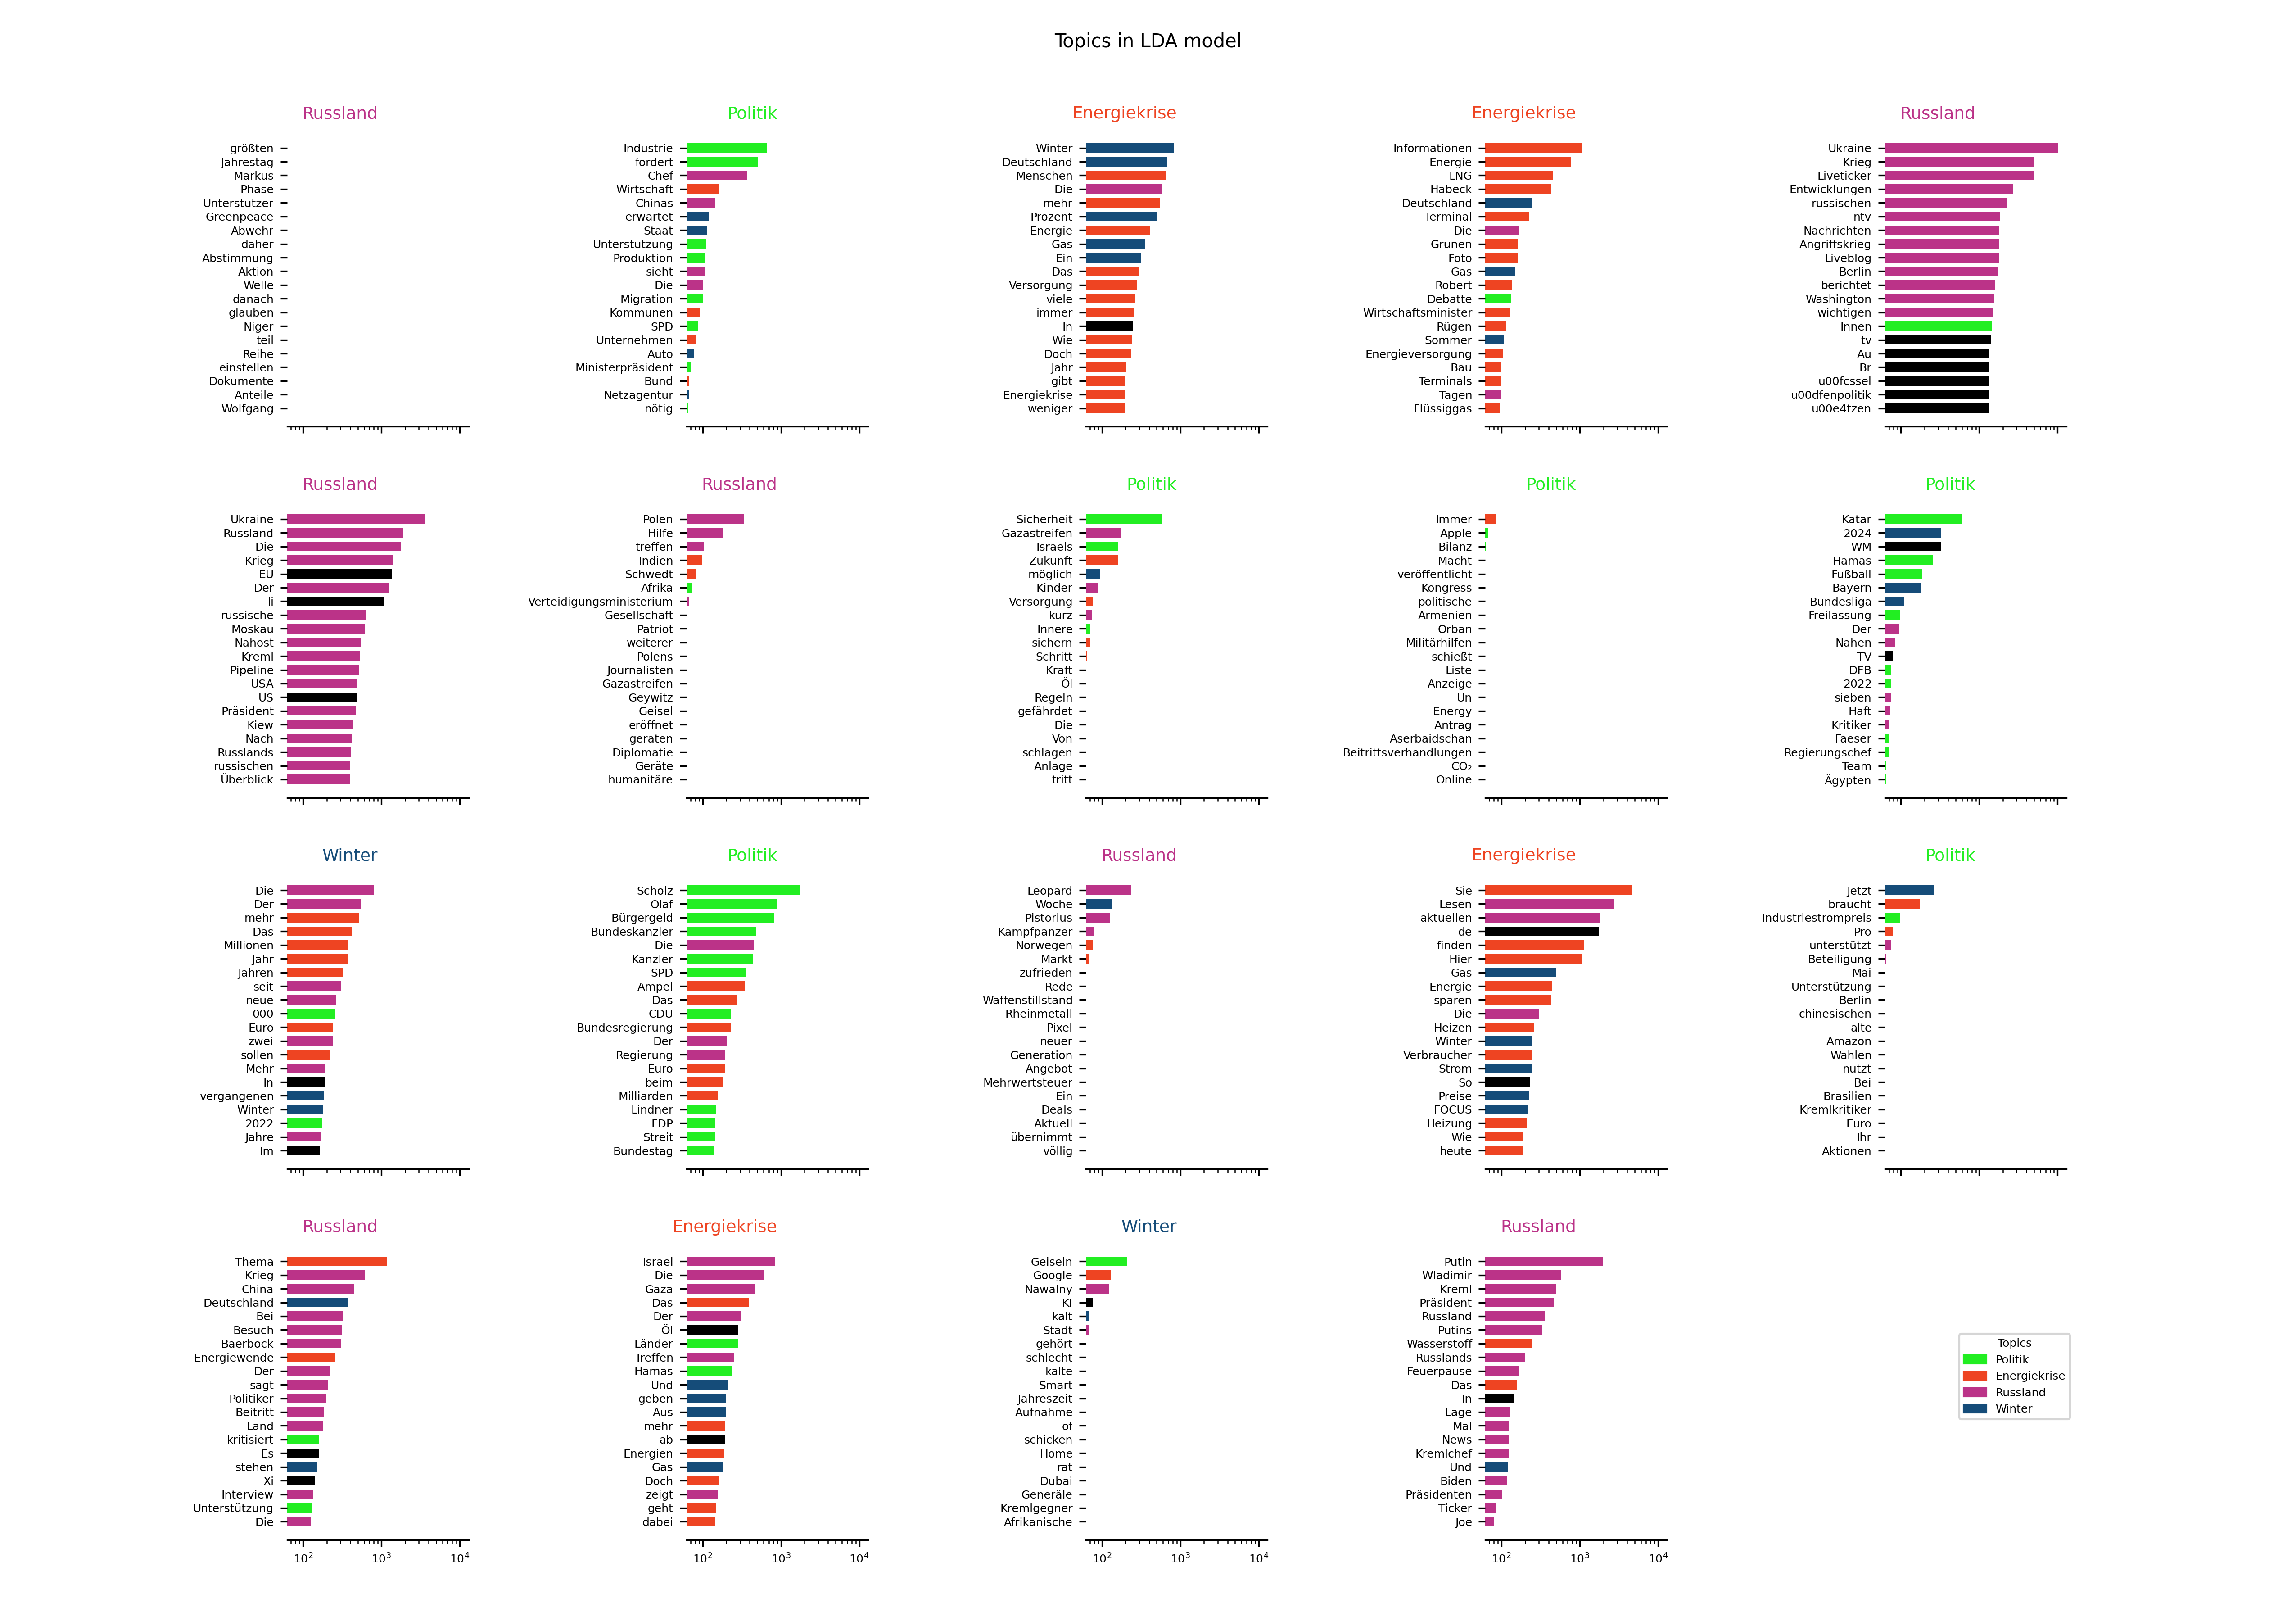 Topics in LDA model
Russland
größten
Jahrestag
Markus
Phase
Unterstützer
Greenpeace
Abwehr
daher
Abstimmung
Aktion
Welle
danach
glauben
Niger
teil
Reihe
einstellen
Dokumente
Anteile
Wolfgang
Politik
Industrie
fordert
Chef
Wirtschaft
Chinas
erwartet
Staat
Unterstützung
Produktion
sieht
Die
Migration
Kommunen
SPD
Unternehmen
Auto
Ministerpräsident
Bund
Netzagentur
nötig
Energiekrise
Winter
Deutschland
Menschen
Die
mehr
Prozent
Energie
Gas
Ein
Das
Versorgung
viele
immer
In
Wie
Doch
Jahr
gibt
Energiekrise
weniger
Energiekrise
Informationen
Energie
LNG
Habeck
Deutschland
Terminal
Die
Grünen
Foto
Gas
Robert
Debatte
Wirtschaftsminister
Rügen
Sommer
Energieversorgung
Bau
Terminals
Tagen
Flüssiggas
Russland
Ukraine
Krieg
Liveticker
Entwicklungen
russischen
ntv
Nachrichten
Angriffskrieg
Liveblog
Berlin
berichtet
Washington
wichtigen
Innen
tv
Au
Br
u00fcssel
u00dfenpolitik
u00e4tzen
Russland
Ukraine
Russland
Die
Krieg
EU
Der
li
russische
Moskau
Nahost
Kreml
Pipeline
USA
US
Präsident
Kiew
Nach
Russlands
russischen
Überblick
Russland
Polen
Hilfe
treffen
Indien
Schwedt
Afrika
Verteidigungsministerium
Gesellschaft
Patriot
weiterer
Polens
Journalisten
Gazastreifen
Geywitz
Geisel
eröffnet
geraten
Diplomatie
Geräte
humanitäre
Politik
Sicherheit
Gazastreifen
Israels
Zukunft
möglich
Kinder
Versorgung
kurz
Innere
sichern
Schritt
Kraft
Öl
Regeln
gefährdet
Die
Von
schlagen
Anlage
tritt
Politik
Immer
Apple
Bilanz
Macht
veröffentlicht
Kongress
politische
Armenien
Orban
Militärhilfen
schießt
Liste
Anzeige
Un
Energy
Antrag
Aserbaidschan
Beitrittsverhandlungen
CO₂
Online
Politik
Katar
2024
WM
Hamas
Fußball
Bayern
Bundesliga
Freilassung
Der
Nahen
TV
DFB
2022
sieben
Haft
Kritiker
Faeser
Regierungschef
Team
Ägypten
Winter
Die
Der
mehr
Das
Millionen
Jahr
Jahren
seit
neue
000
Euro
zwei
sollen
Mehr
In
vergangenen
Winter
2022
Jahre
Im
Politik
Scholz
Olaf
Bürgergeld
Bundeskanzler
Die
Kanzler
SPD
Ampel
Das
CDU
Bundesregierung
Der
Regierung
Euro
beim
Milliarden
Lindner
FDP
Streit
Bundestag
Russland
Leopard
Woche
Pistorius
Kampfpanzer
Norwegen
Markt
zufrieden
Rede
Waffenstillstand
Rheinmetall
Pixel
neuer
Generation
Angebot
Mehrwertsteuer
Ein
Deals
Aktuell
übernimmt
völlig
Energiekrise
Sie
Lesen
aktuellen
de
finden
Hier
Gas
Energie
sparen
Die
Heizen
Winter
Verbraucher
Strom
So
Preise
FOCUS
Heizung
Wie
heute
Politik
Jetzt
braucht
Industriestrompreis
Pro
unterstützt
Beteiligung
Mai
Unterstützung
Berlin
chinesischen
alte
Amazon
Wahlen
nutzt
Bei
Brasilien
Kremlkritiker
Euro
Ihr
Aktionen
Russland
Thema
Krieg
China
Deutschland
Bei
Besuch
Baerbock
Energiewende
Der
sagt
Politiker
Beitritt
Land
kritisiert
Es
stehen
Xi
Interview
Unterstützung
Die
10² 10³ 10⁴
Energiekrise
Israel
Die
Gaza
Das
Der
Öl
Länder
Treffen
Hamas
Und
geben
Aus
mehr
ab
Energien
Gas
Doch
zeigt
geht
dabei
10² 10³ 10⁴
Winter
Geiseln
Google
Nawalny
KI
kalt
Stadt
gehört
schlecht
kalte
Smart
Jahreszeit
Aufnahme
of
schicken
Home
rät
Dubai
Generäle
Kremlgegner
Afrikanische
10² 10³ 10⁴
Russland
Putin
Wladimir
Kreml
Präsident
Russland
Putins
Wasserstoff
Russlands
Feuerpause
Das
In
Lage
Mal
News
Kremlchef
Und
Biden
Präsidenten
Ticker
Joe
10² 10³ 10⁴
Topics
Politik
Energiekrise
Russland
Winter